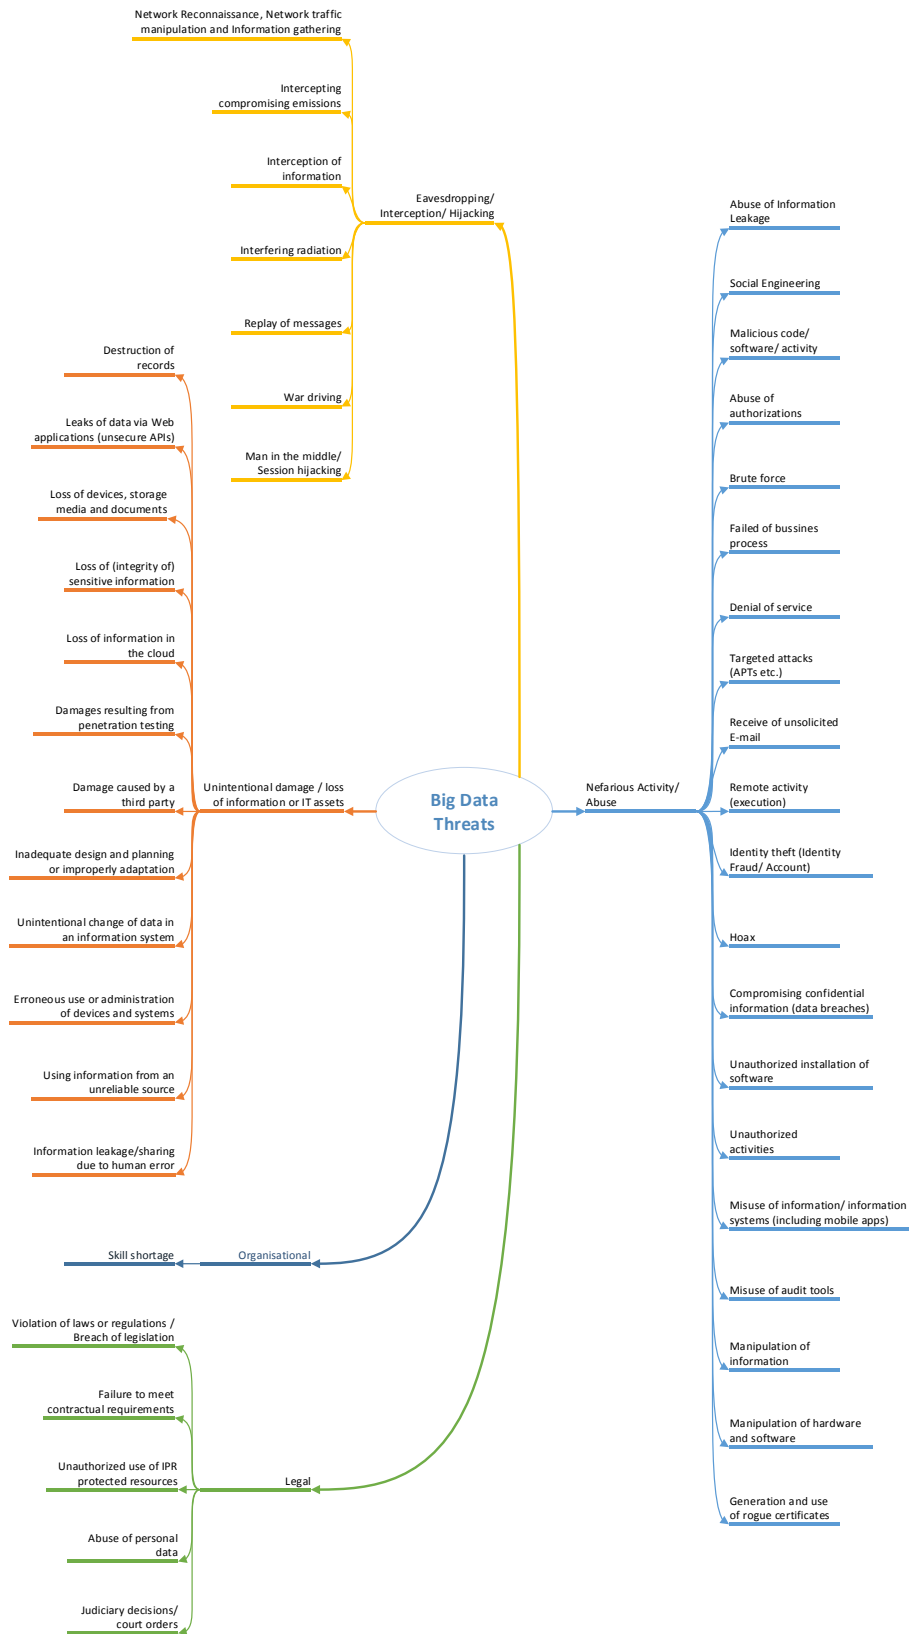 Network Reconnaissance, Network traffic
manipulation and Information gathering
Intercepting
compromising emissions
Interception of
information
Eavesdropping/
Interception/ Hijacking
Interfering radiation
Replay of messages
War driving
Man in the middle/
Session hijacking
Destruction of
records
Leaks of data via Web
applications (unsecure APIs)
Loss of devices, storage
media and documents
Loss of (integrity of)
sensitive information
Loss of information in
the cloud
Damages resulting from
penetration testing
Damage caused by a
third party
Unintentional damage / loss
of information or IT assets
Inadequate design and planning
or improperly adaptation
Unintentional change of data in
an information system
Erroneous use or administration
of devices and systems
Using information from an
unreliable source
Information leakage/sharing
due to human error
Big Data
Threats
Skill shortage
Organisational
Violation of laws or regulations /
Breach of legislation
Failure to meet
contractual requirements
Unauthorized use of IPR
protected resources
Legal
Abuse of personal
data
Judiciary decisions/
court orders
Nefarious Activity/
Abuse
Abuse of Information
Leakage
Social Engineering
Malicious code/
software/ activity
Abuse of
authorizations
Brute force
Failed of bussines
process
Denial of service
Targeted attacks
(APTs etc.)
Receive of unsolicited
E-mail
Remote activity
(execution)
Identity theft (Identity
Fraud/ Account)
Hoax
Compromising confidential
information (data breaches)
Unauthorized installation of
software
Unauthorized
activities
Misuse of information/ information
systems (including mobile apps)
Misuse of audit tools
Manipulation of
information
Manipulation of hardware
and software
Generation and use
of rogue certificates